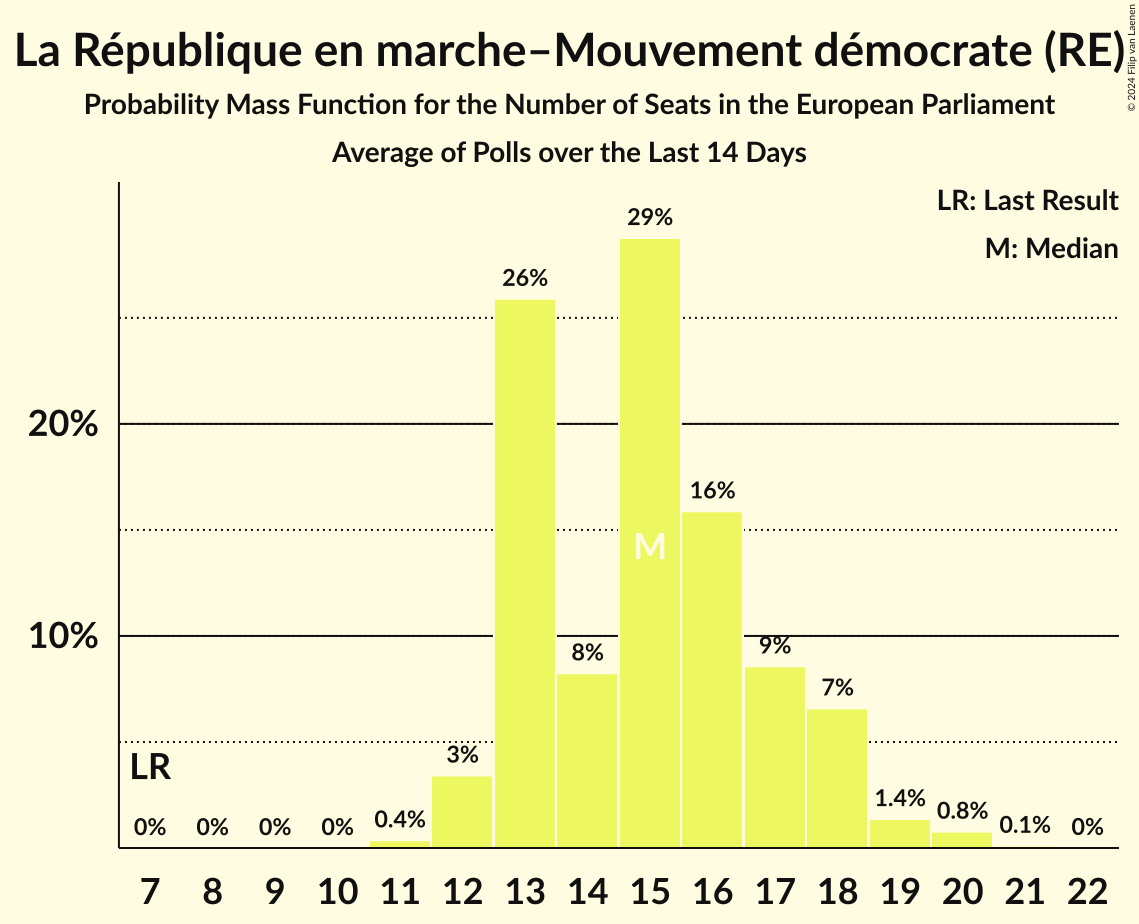 La République en marche–Mouvement démocrate (RE)
Probability Mass Function for the Number of Seats in the European Parliament
Average of Polls over the Last 14 Days
© 2024 Filip van Laenen
LR: Last Result
M: Median
29%
26%
20%
16%
M
10%
9%
8%
7%
3%
LR
1.4%
0.8%
0.4%
0.1%
0% 0% 0% 0% 0%
7 8 9 10 11 12 13 14 15 16 17 18 19 20 21 22